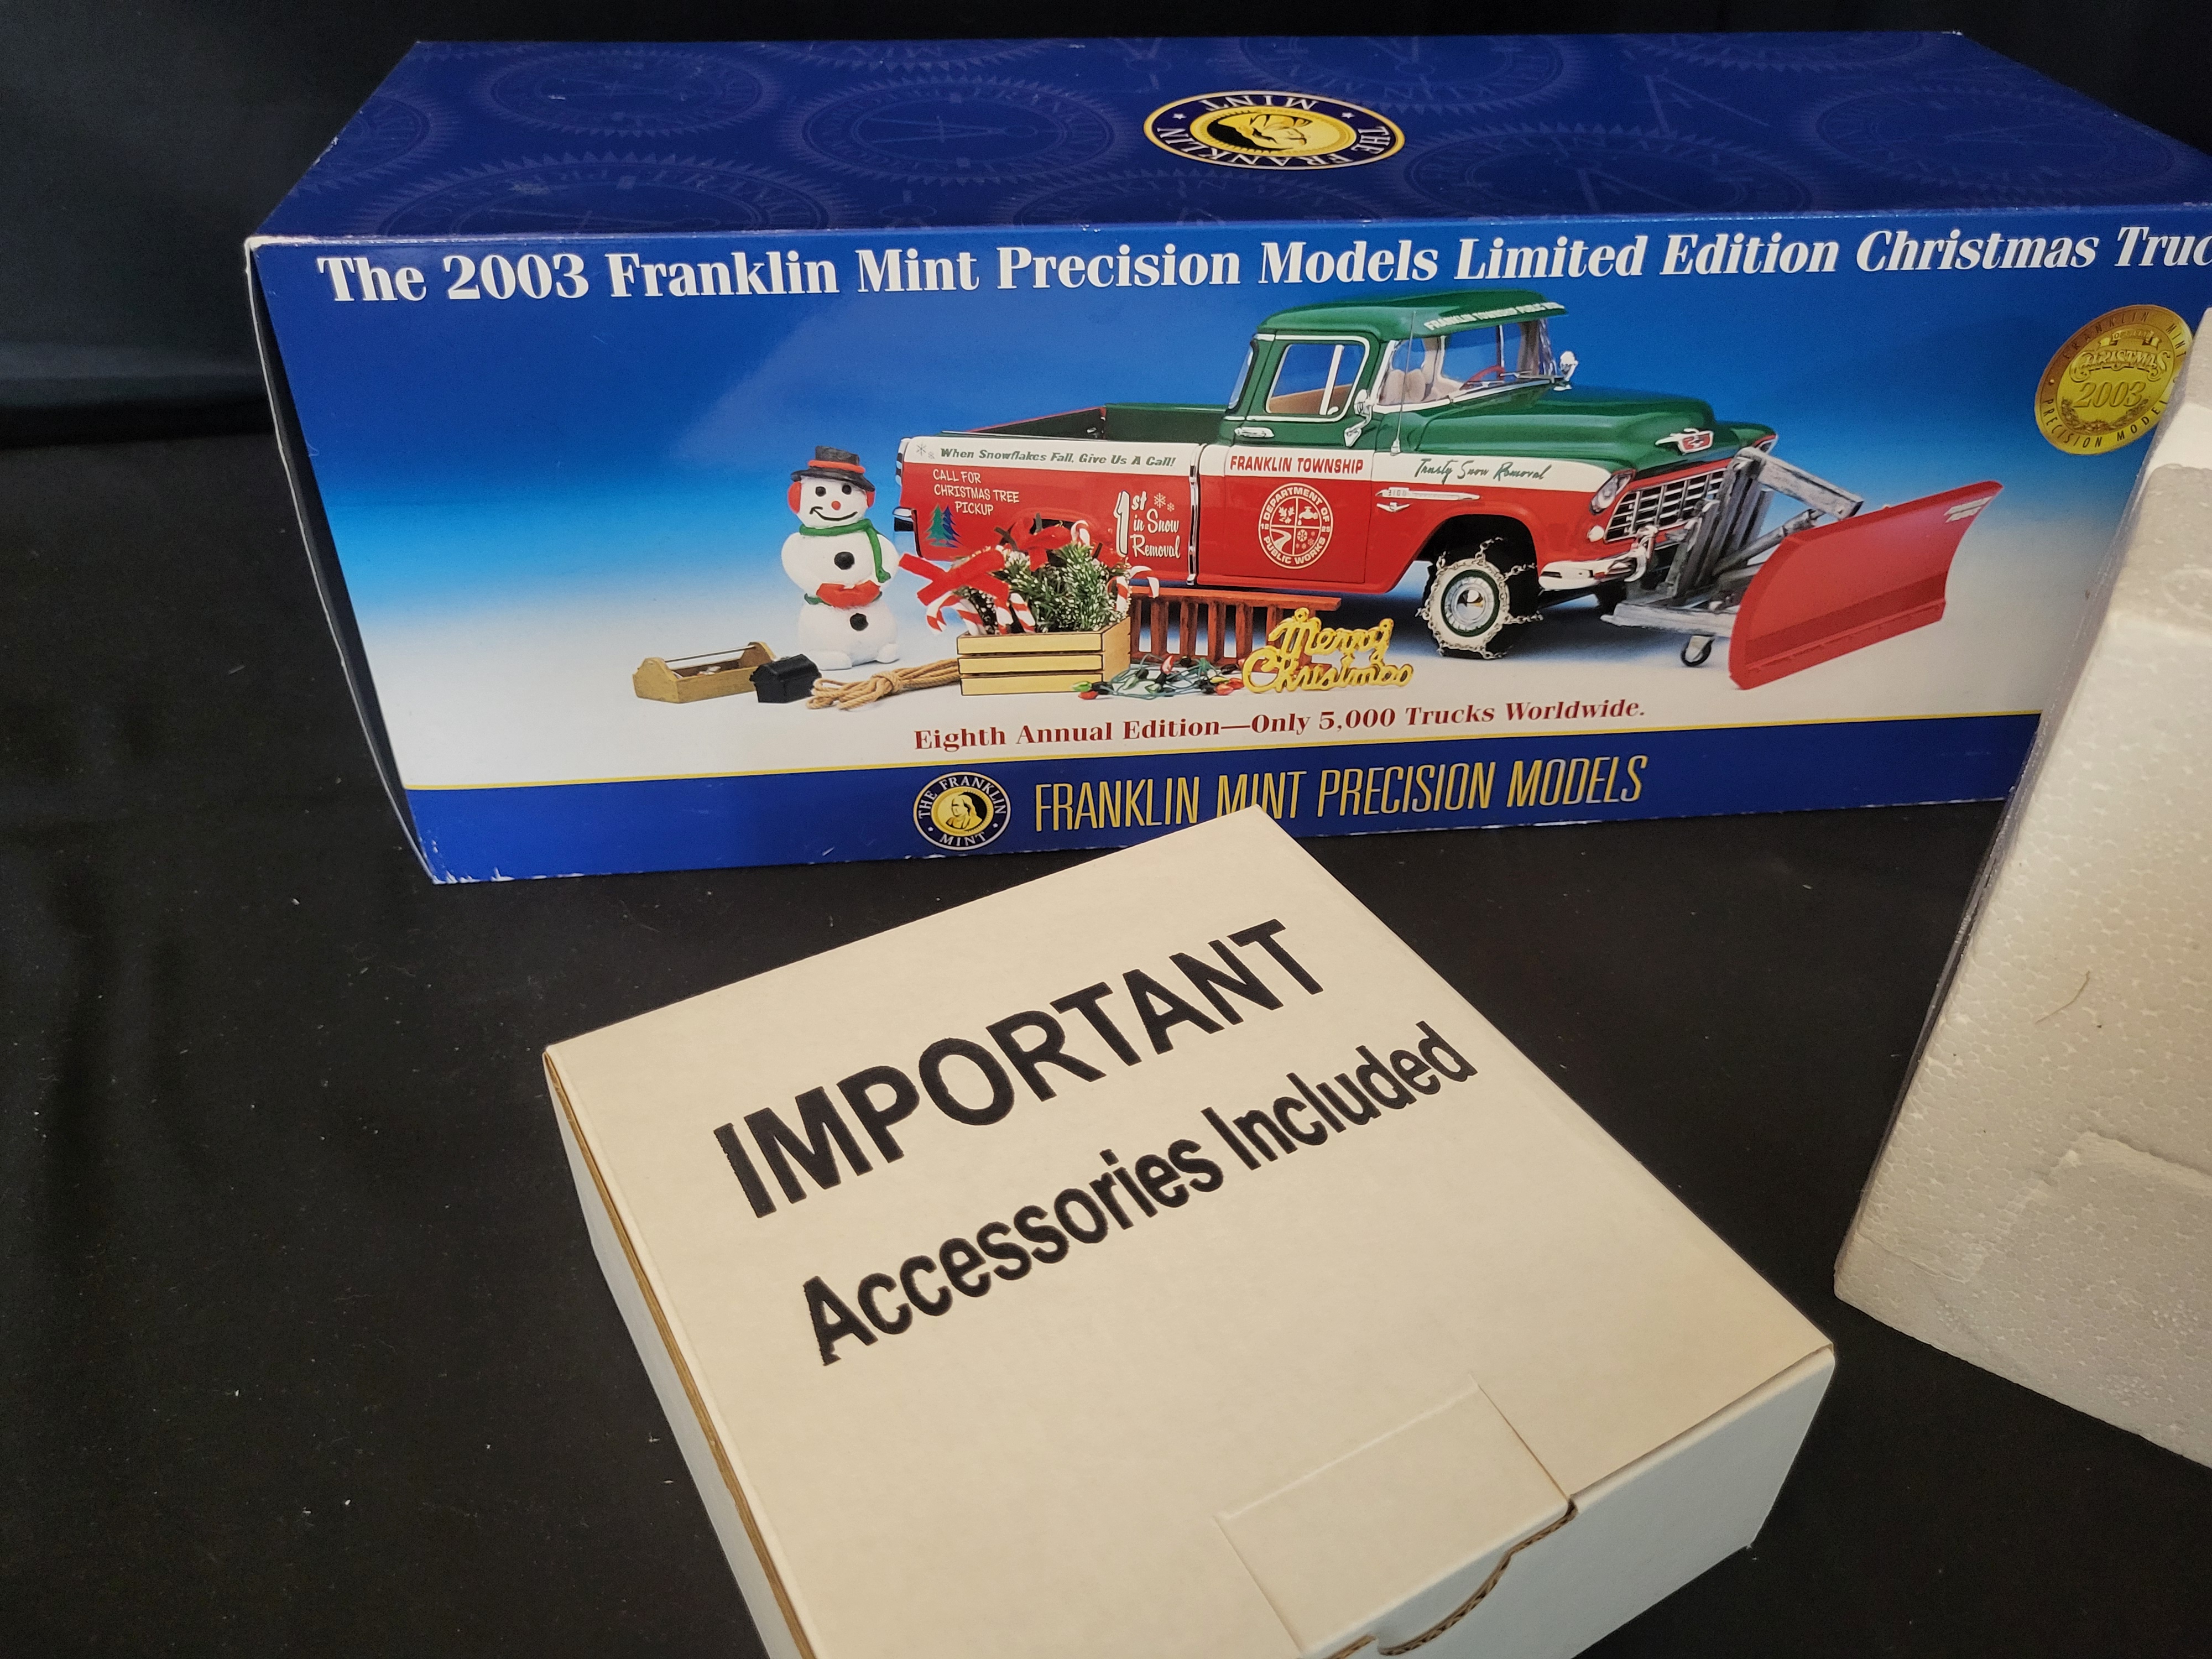 THE FRANKLIN MINT
The 2003 Franklin Mint Precision Models Limited Edition Christmas Truc
FRANKLIN TOWNSHIP PUBLIC
FRANKLIN MINT
CHRISTMAS
2003
PRECISION MODEL
When Snowflakes Fall, Give Us A Call!
CALL FOR
CHRISTMAS TREE
PICKUP
1st
in Snow
Removal
FRANKLIN TOWNSHIP
DEPARTMENT OF
PUBLIC WORKS
Trusty Snow Removal
Merry
Christmas
Eighth Annual Edition—Only 5,000 Trucks Worldwide.
THE FRANKLIN MINT
FRANKLIN MINT PRECISION MODELS
IMPORTANT
Accessories Included